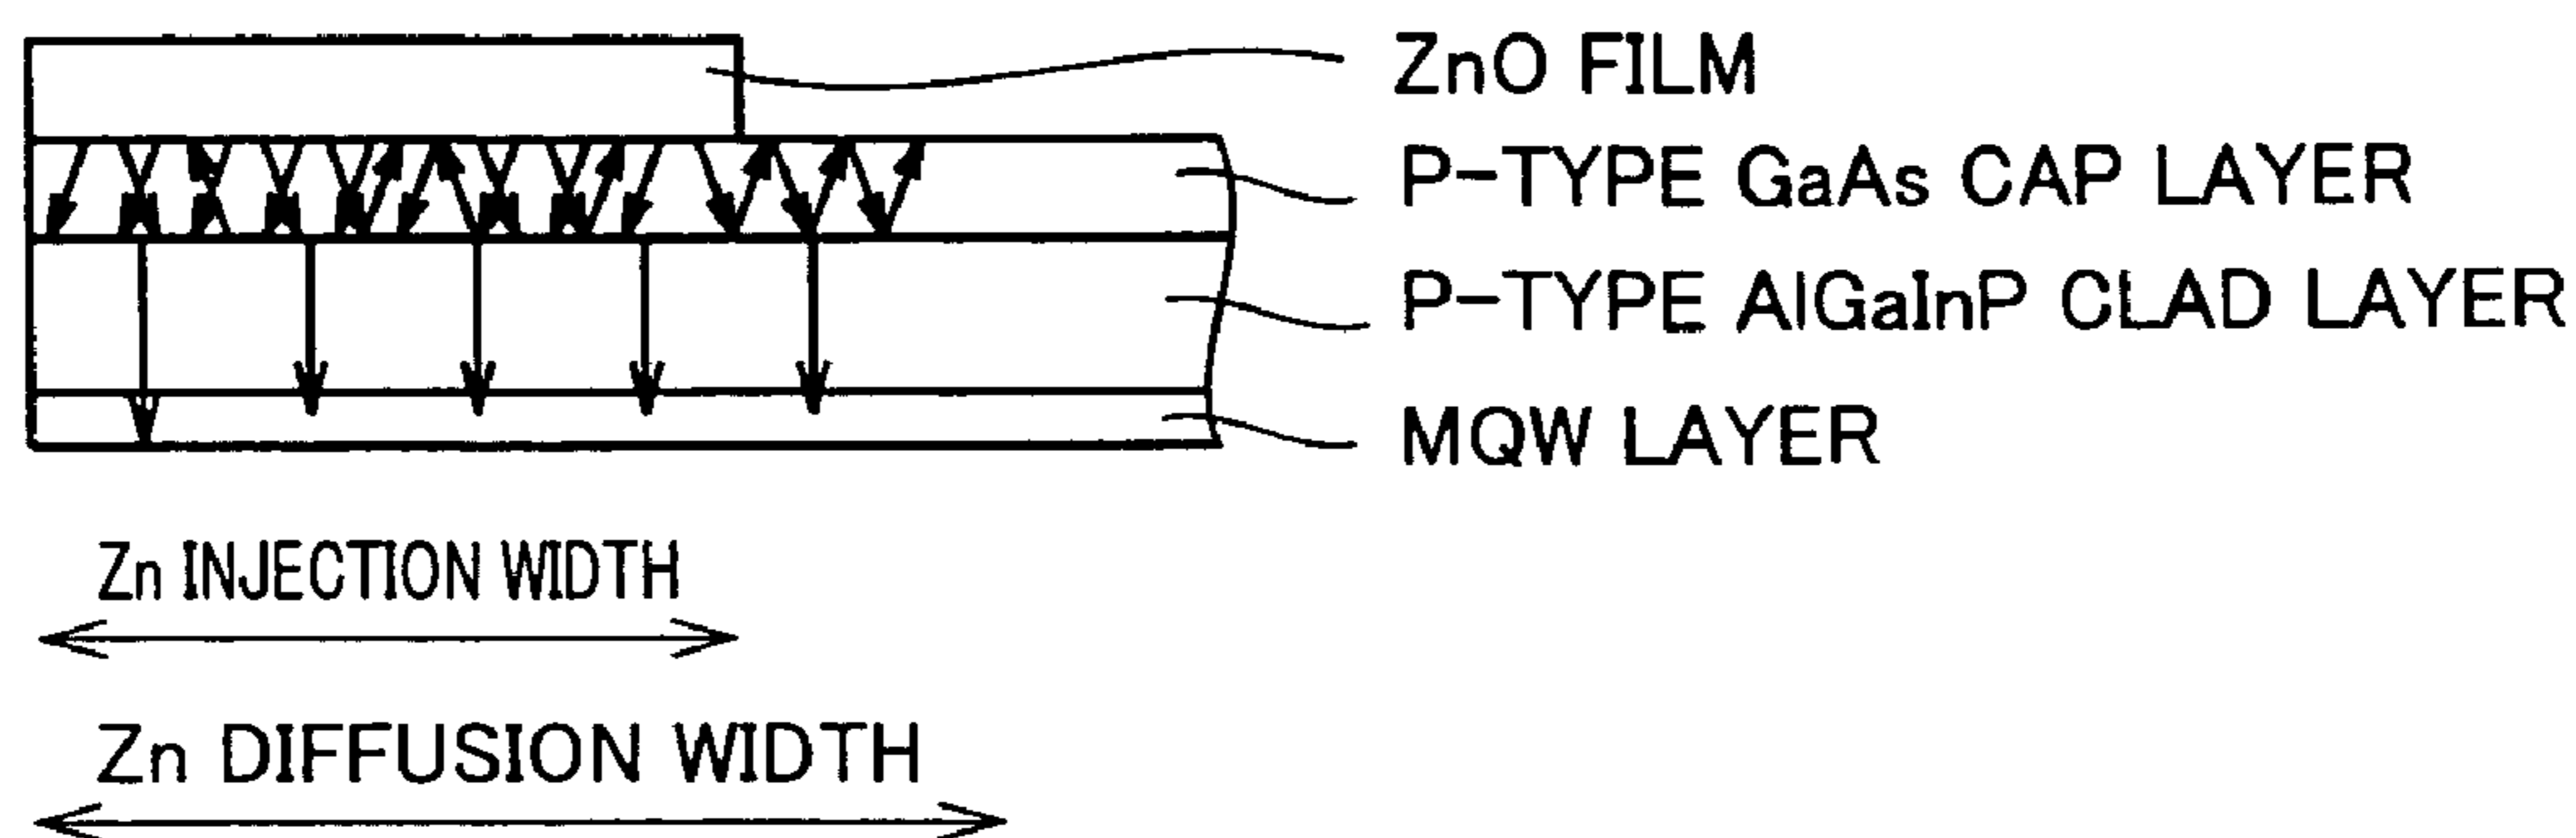 ZnO FILM
P-TYPE GaAs CAP LAYER
P-TYPE AlGaInP CLAD LAYER
MQW LAYER
Zn INJECTION WIDTH
Zn DIFFUSION WIDTH